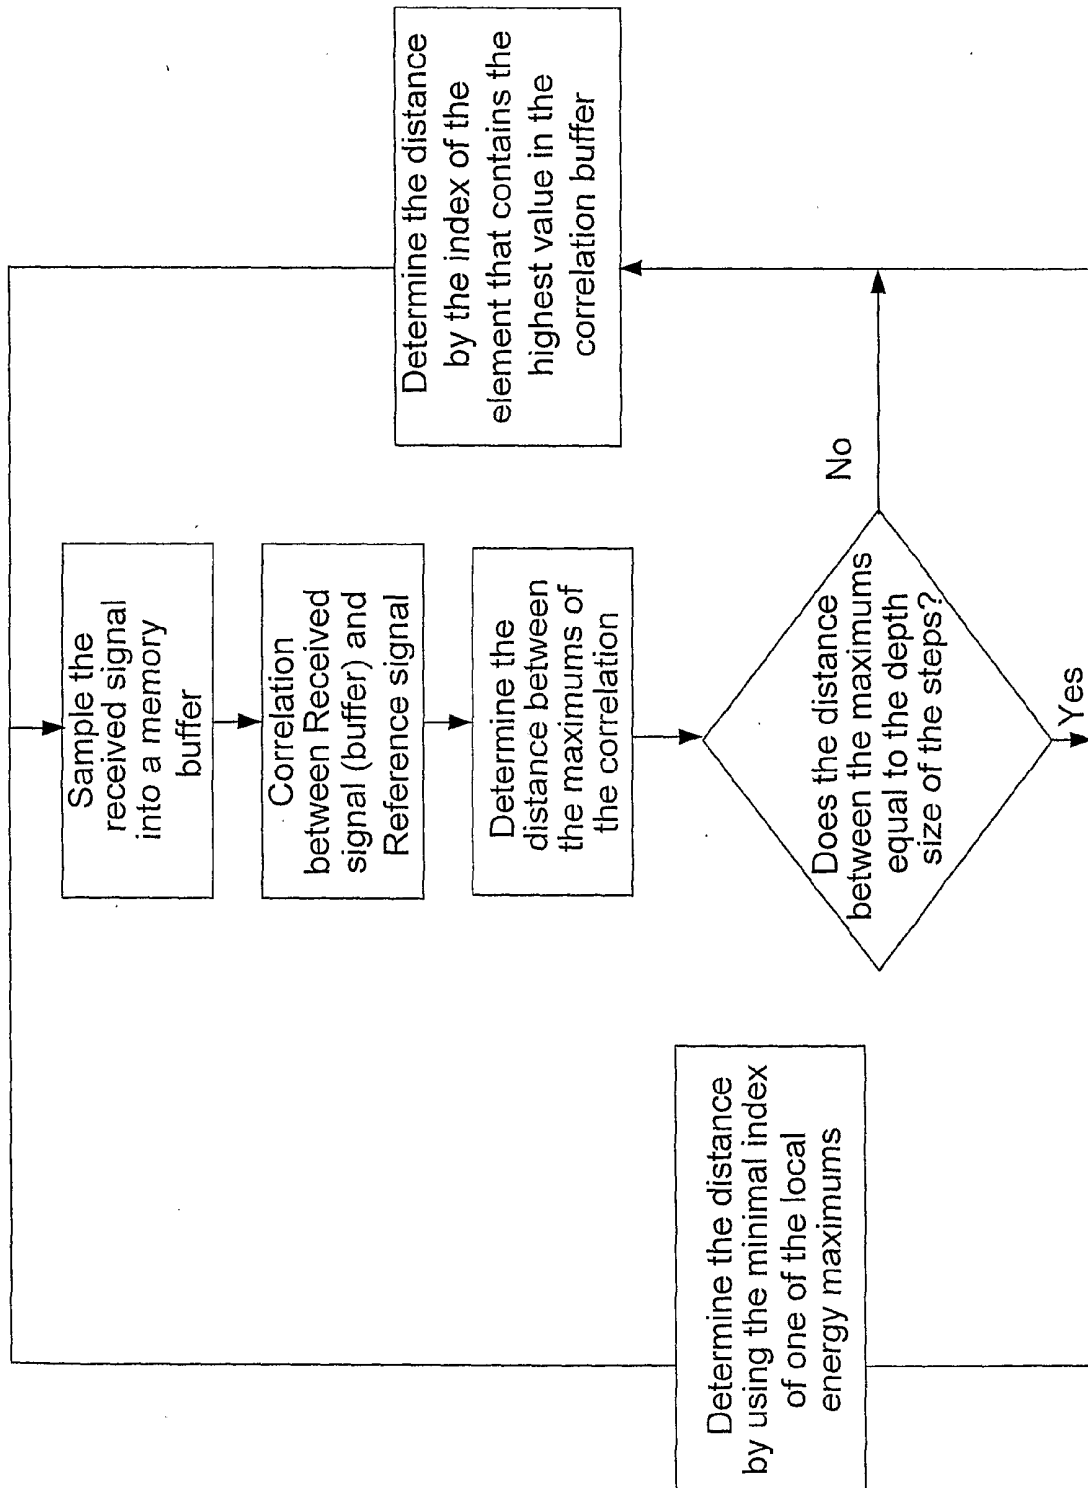 Sample the
received signal
into a memory
buffer
Correlation
between Received
signal (buffer) and
Reference signal
Determine the
distance between
the maximums of
the correlation
Does the distance
between the maximums
equal to the depth
size of the steps?
No
Yes
Determine the distance
by the index of the
element that contains the
highest value in the
correlation buffer
Determine the distance
by using the minimal index
of one of the local
energy maximums